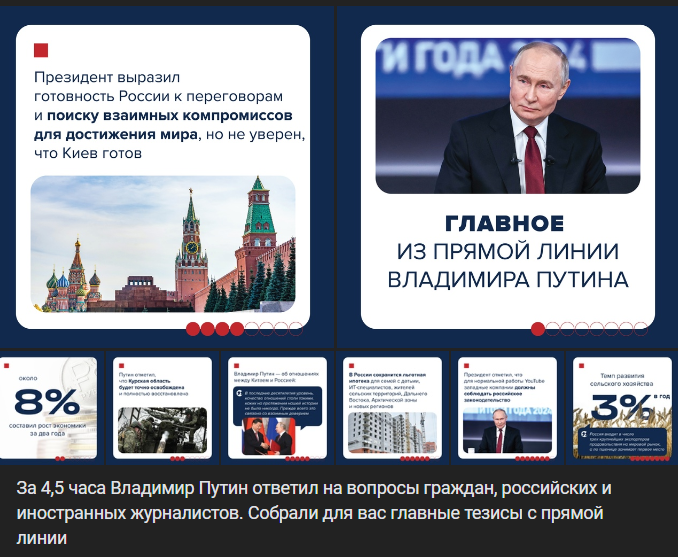 Президент выразил
готовность России к переговорам
и поиску взаимных компромиссов
для достижения мира, но не уверен,
что Киев готов
И ГОДА 2024
ГЛАВНОЕ
ИЗ ПРЯМОЙ ЛИНИИ
ВЛАДИМИРА ПУТИНА
ОКОЛО
8%
составил рост экономики
за два года
Путин отметил,
что Курская область
будет точно освобождена
и полностью восстановлена
Владимир Путин — об отношениях
между Китаем и Россией:
В России сохранится льготная
ипотека для семей с детьми,
ИТ-специалистов, жителей
сельских территорий, Дальнего
Востока, Арктической зоны
и новых регионов
Президент отметил, что
для нормальной работы YouTube
западные компании должны
соблюдать российское
законодательство
И ГОДА 2024
Темп развития
сельского хозяйства
3% в год
За 4,5 часа Владимир Путин ответил на вопросы граждан, российских и
иностранных журналистов. Собрали для вас главные тезисы с прямой
линии